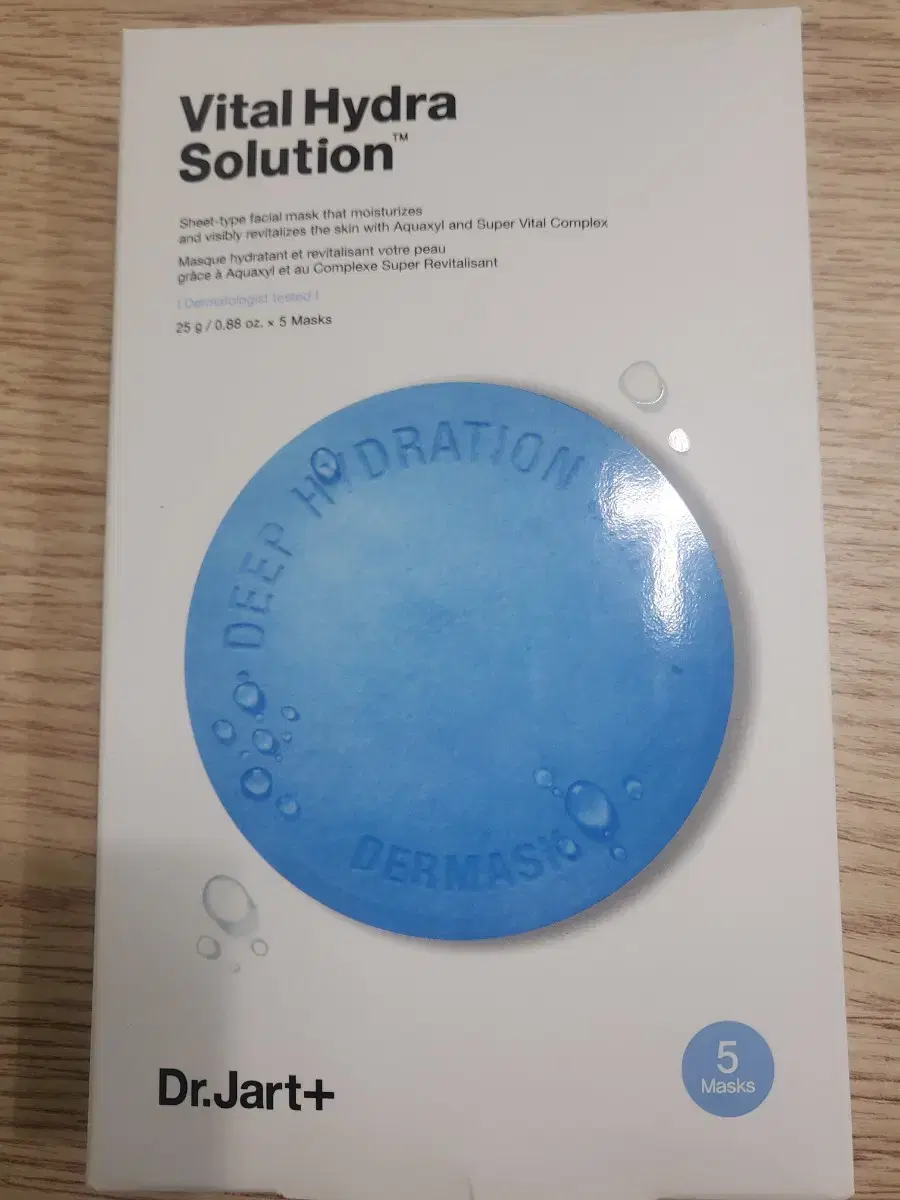 Vital Hydra
Solution™
Sheet-type facial mask that moisturizes
and visibly revitalizes the skin with Aquaxyl and Super Vital Complex
Masque hydratant et revitalisant votre peau
grâce à Aquaxyl et au Complexe Super Revitalisant
| Dermatologist tested |
25 g / 0.88 oz. × 5 Masks
DEEP HYDRATION
DERMASK
Dr.Jart+
5
Masks